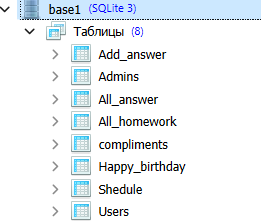 base1 (SQLite 3)
Таблицы (8)
Add_answer
Admins
All_answer
All_homework
compliments
Happy_birthday
Shedule
Users